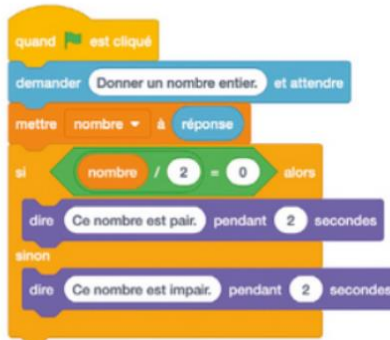 quand est cliqué
demander Donner un nombre entier. et attendre
mettre nombre à réponse
si nombre / 2 = 0 alors
dire Ce nombre est pair. pendant 2 secondes
sinon
dire Ce nombre est impair. pendant 2 secondes